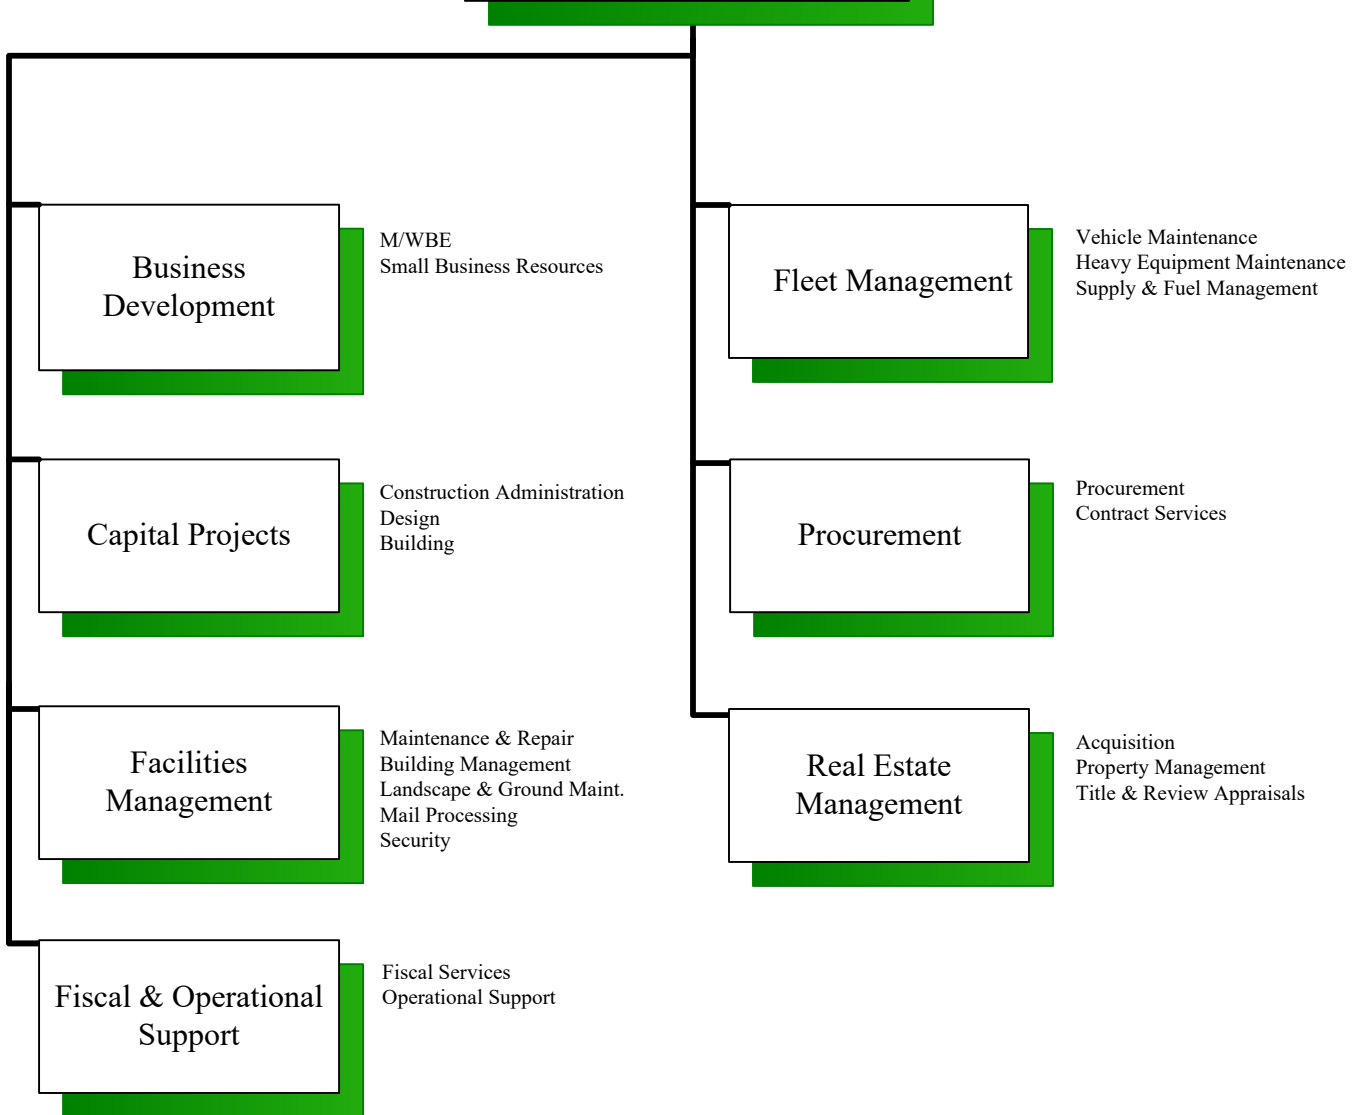 Business
Development
M/WBE
Small Business Resources
Fleet Management
Vehicle Maintenance
Heavy Equipment Maintenance
Supply & Fuel Management
Capital Projects
Construction Administration
Design
Building
Procurement
Procurement
Contract Services
Facilities
Management
Maintenance & Repair
Building Management
Landscape & Ground Maint.
Mail Processing
Security
Real Estate
Management
Acquisition
Property Management
Title & Review Appraisals
Fiscal & Operational
Support
Fiscal Services
Operational Support